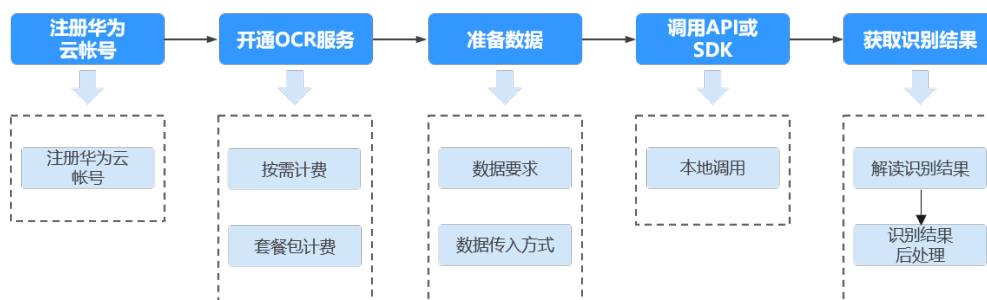 注册华为
云帐号
开通OCR服务
准备数据
调用API或
SDK
获取识别结果
注册华为云
帐号
按需计费
套餐包计费
数据要求
数据传入方式
本地调用
解读识别结果
识别结果
后处理